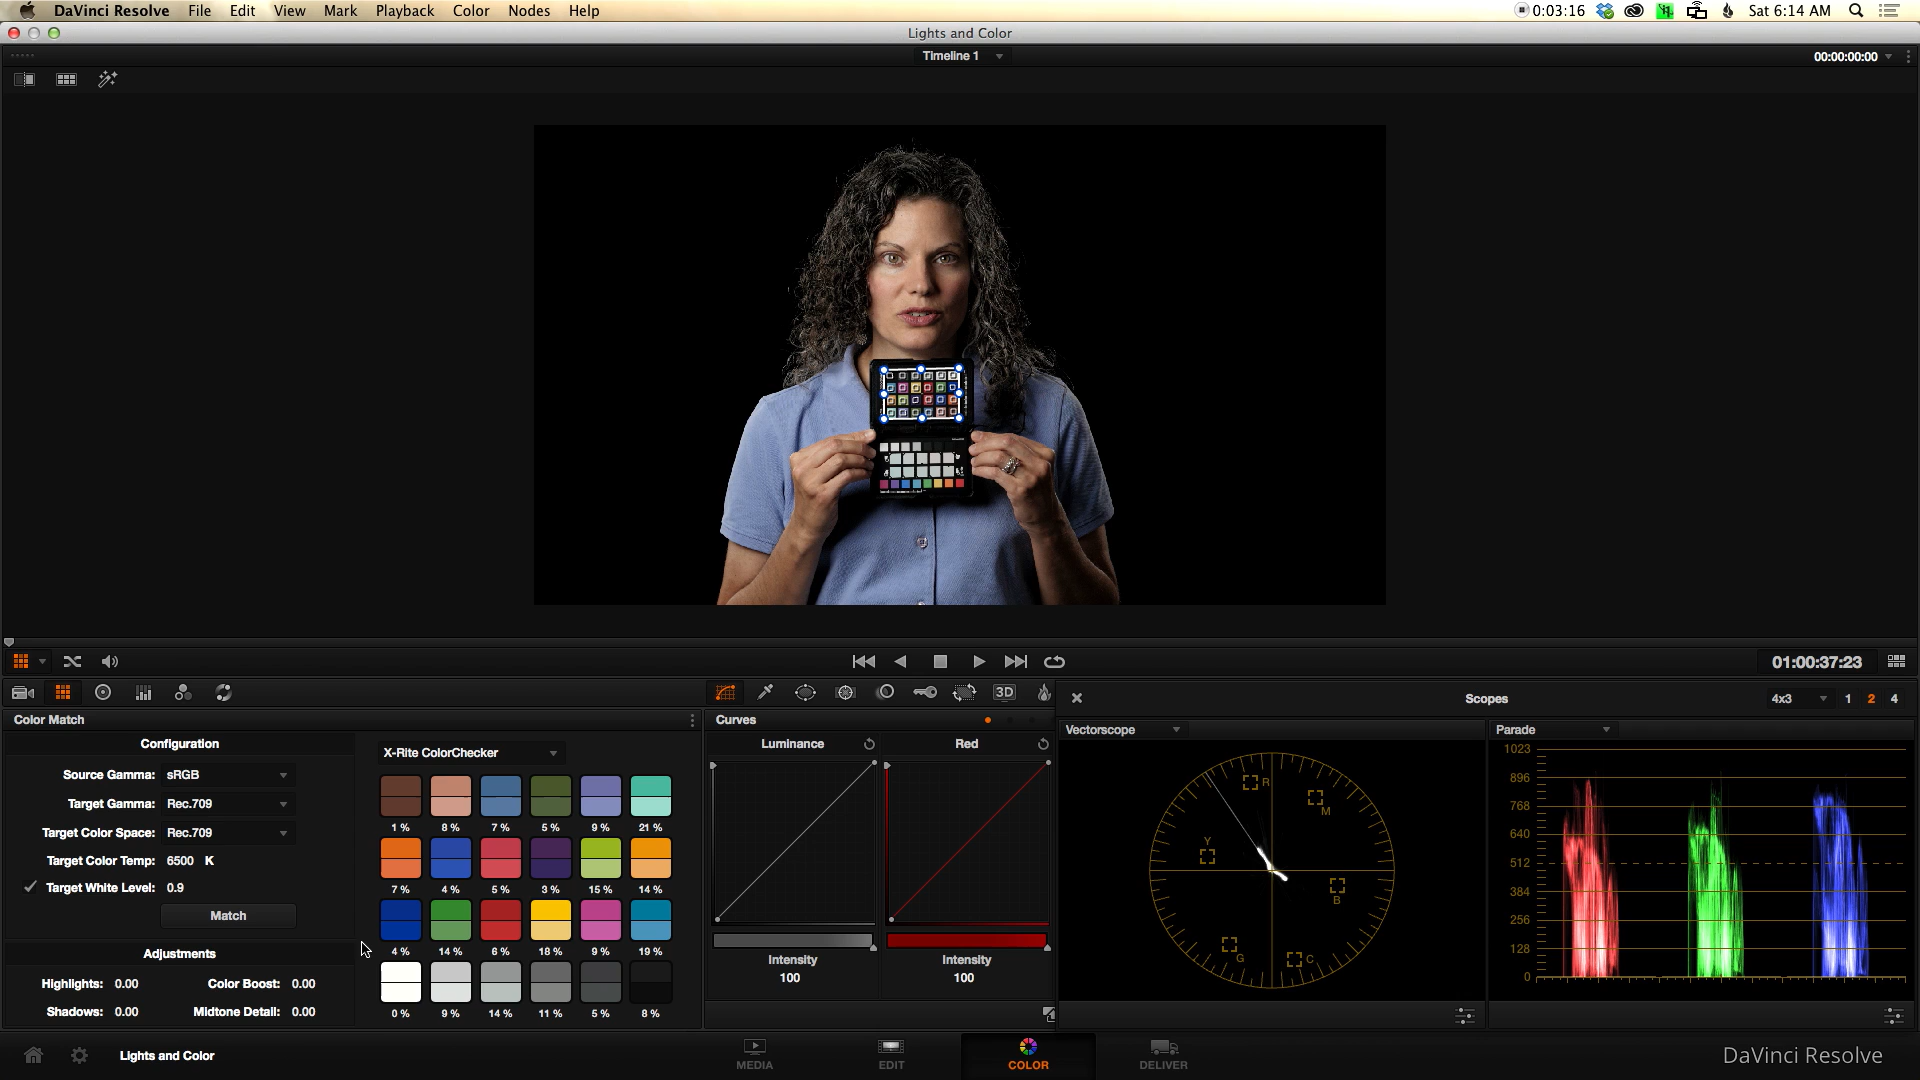 DaVinci Resolve File Edit View Mark Playback Color Nodes Help 0:03:16 Sat 6:14 AM
Lights and Color
Timeline 1 00:00:00:00
01:00:37:23
3D
Color Match
Configuration
Source Gamma: sRGB
Target Gamma: Rec.709
Target Color Space: Rec.709
Target Color Temp: 6500 K
Target White Level: 0.9
Match
Adjustments
Highlights: 0.00 Color Boost: 0.00
Shadows: 0.00 Midtone Detail: 0.00
X-Rite ColorChecker
1 % 8 % 7 % 5 % 9 % 21 %
7 % 4 % 5 % 3 % 15 % 14 %
4 % 14 % 6 % 18 % 9 % 19 %
0 % 9 % 14 % 11 % 5 % 8 %
Curves
Luminance Red
Intensity Intensity
100 100
Scopes 4x3 1 2 4
Vectorscope
R
M
Y
B
G
C
Parade
1023
896
768
640
512
384
256
128
0
Lights and Color
MEDIA EDIT COLOR DELIVER
DaVinci Resolve